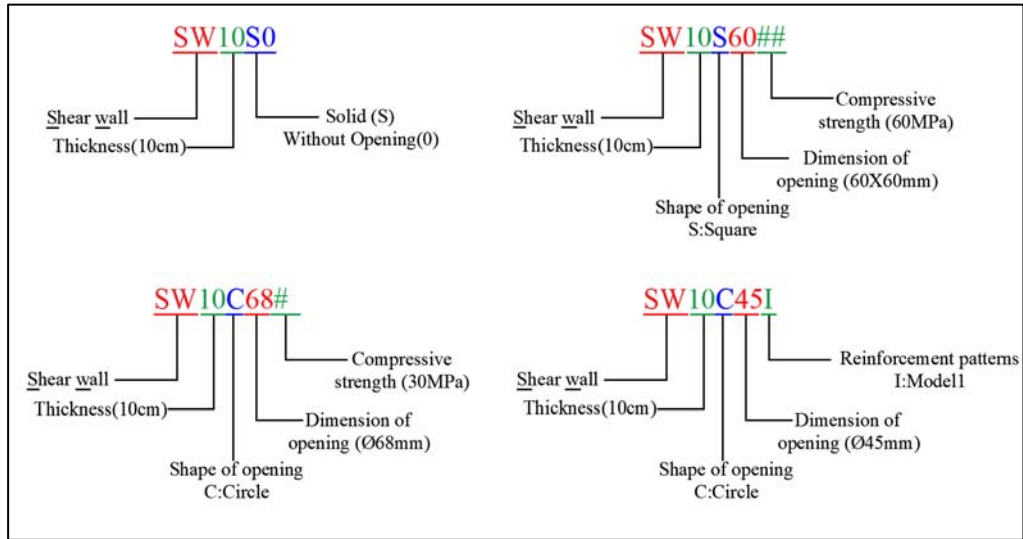 SW10S0
Shear wall
Thickness(10cm)
Solid (S)
Without Opening(0)
SW10S60##
Shear wall
Thickness(10cm)
Compressive
strength (60MPa)
Dimension of
opening (60X60mm)
Shape of opening
S:Square
SW10C68#
Shear wall
Thickness(10cm)
Compressive
strength (30MPa)
Dimension of
opening (Ø68mm)
Shape of opening
C:Circle
SW10C45I
Shear wall
Thickness(10cm)
Reinforcement patterns
I:Model1
Dimension of
opening (Ø45mm)
Shape of opening
C:Circle